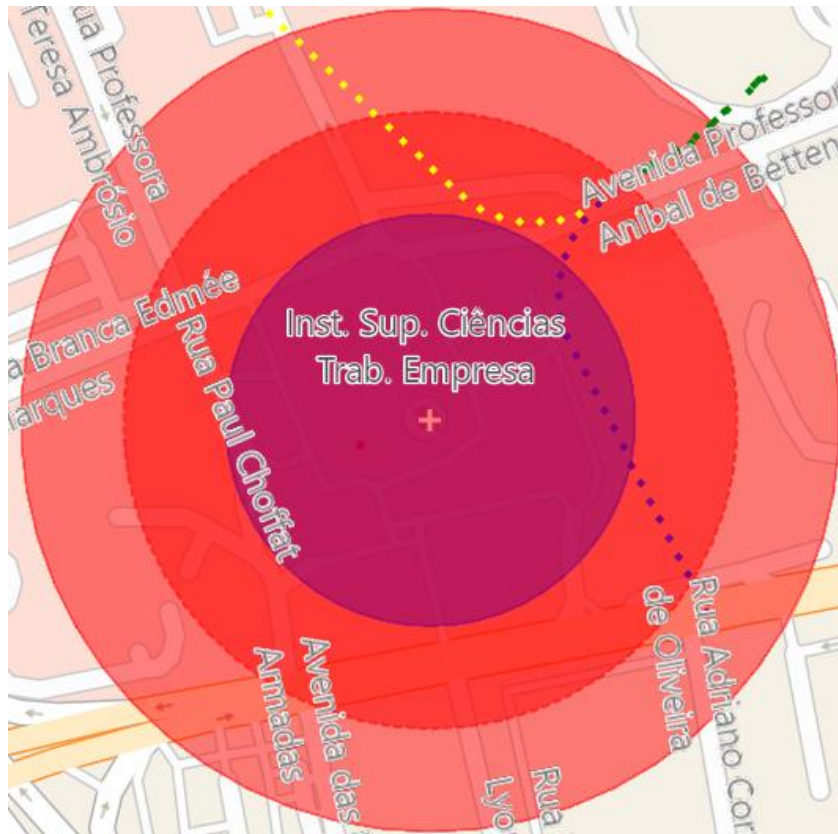 Rua Professora
Teresa Ambrósio
Avenida Professor
Aníbal de Betten
a Branca Edmée
arques
Inst. Sup. Ciências
Trab. Empresa
Rua Paul Choffat
Avenida das
Armadas
Rua Adriano Cor
de Oliveira
Rua
Lyo